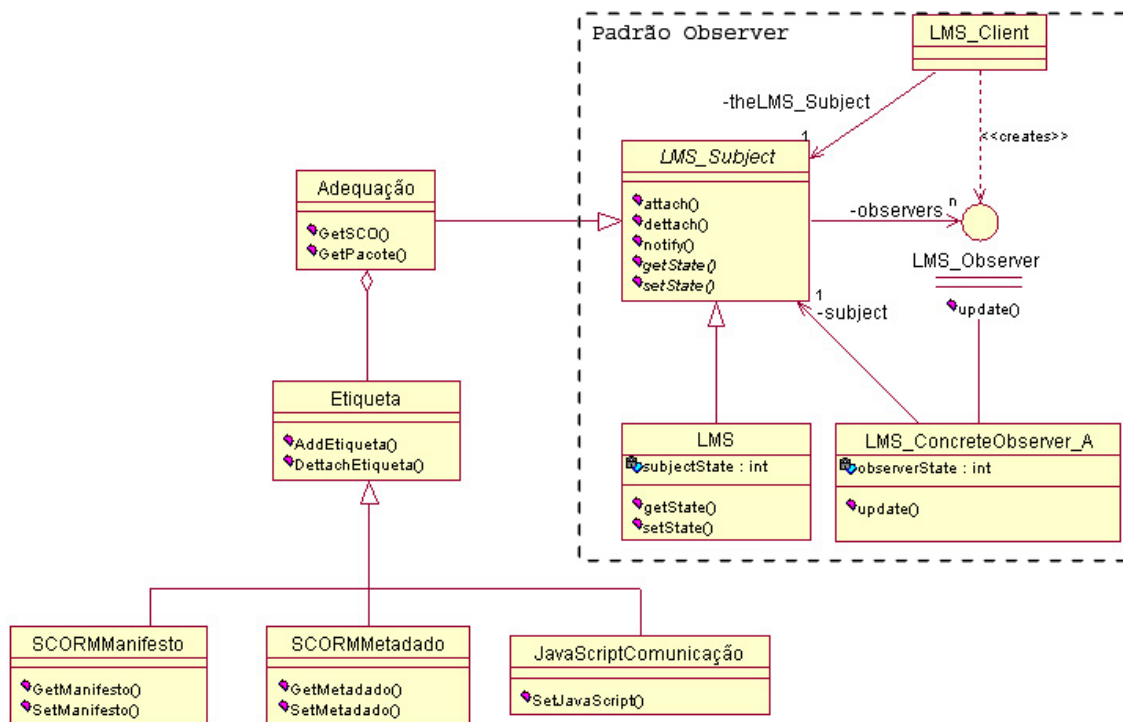 Padrão Observer
LMS_Client
-theLMS_Subject
1
<<creates>>
LMS_Subject
attach()
dettach()
notify()
getState()
setState()
-observers
n
LMS_Observer
update()
Adequação
GetSCO()
GetPacote()
1
-subject
Etiqueta
AddEtiqueta()
DettachEtiqueta()
LMS
subjectState : int
getState()
setState()
LMS_ConcreteObserver_A
observerState : int
update()
SCORMManifesto
GetManifesto()
SetManifesto()
SCORMMetadado
GetMetadado()
SetMetadado()
JavaScriptComunicação
SetJavaScript()